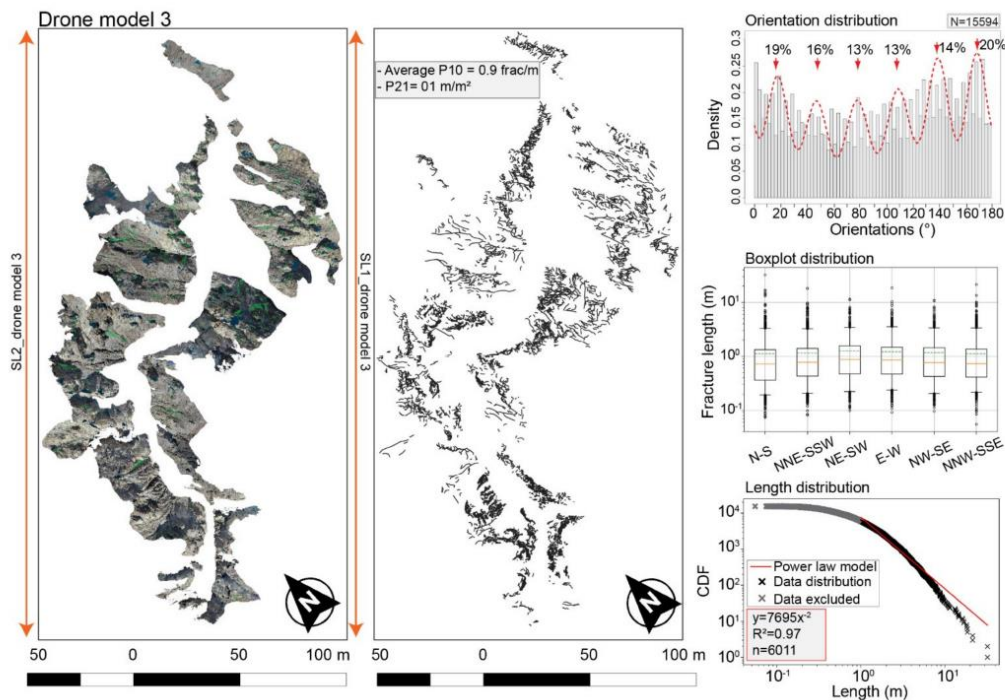 Drone model 3
SL2_drone model 3
N
50 0 50 100 m
SL1_drone model 3
- Average P10 = 0.9 frac/m
- P21= 01 m/m²
N
50 0 50 100 m
Orientation distribution
N=15594
19% 16% 13% 13% 14% 20%
Density
0.3
0.25
0.20
0.15
0.1
0.05
0.0
0 20 40 60 80 100 120 140 160 180
Orientations (°)
Boxplot distribution
Fracture length (m)
10¹
10⁰
10⁻¹
N-S NNE-SSW NE-SW E-W NW-SE NNW-SSE
Length distribution
CDF
10⁴
10³
10²
10¹
10⁰
Power law model
Data distribution
Data excluded
y=7695x⁻²
R²=0.97
n=6011
10⁻¹ 10⁰ 10¹
Length (m)